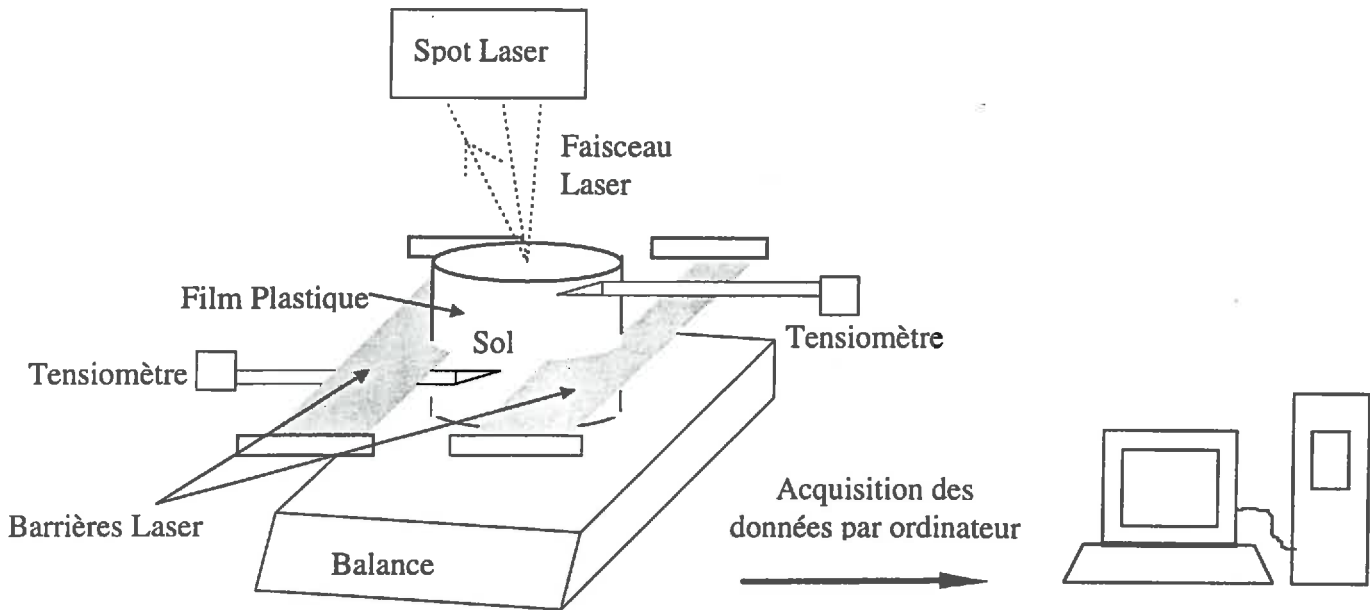 Spot Laser
Faisceau
Laser
Film Plastique
Sol
Tensiomètre
Tensiomètre
Barrières Laser
Balance
Acquisition des
données par ordinateur